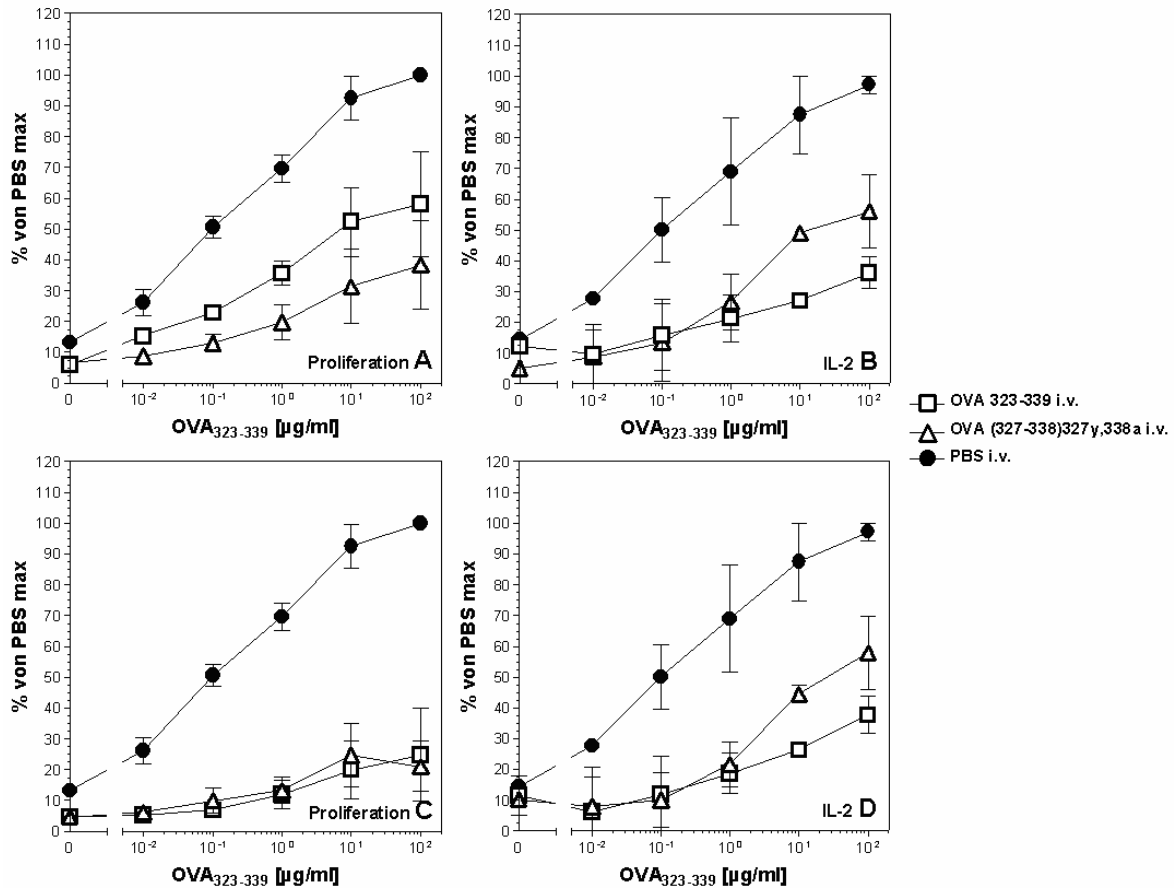 120
110
100
90
80
70
60
50
40
30
20
10
0
% von PBS max
Proliferation A
0 10-2 10-1 100 101 102
OVA323-339 [µg/ml]
120
110
100
90
80
70
60
50
40
30
20
10
0
% von PBS max
IL-2 B
0 10-2 10-1 100 101 102
OVA323-339 [µg/ml]
OVA 323-339 i.v.
OVA (327-338)327y,338a i.v.
PBS i.v.
120
110
100
90
80
70
60
50
40
30
20
10
0
% von PBS max
Proliferation C
0 10-2 10-1 100 101 102
OVA323-339 [µg/ml]
120
110
100
90
80
70
60
50
40
30
20
10
0
% von PBS max
IL-2 D
0 10-2 10-1 100 101 102
OVA323-339 [µg/ml]